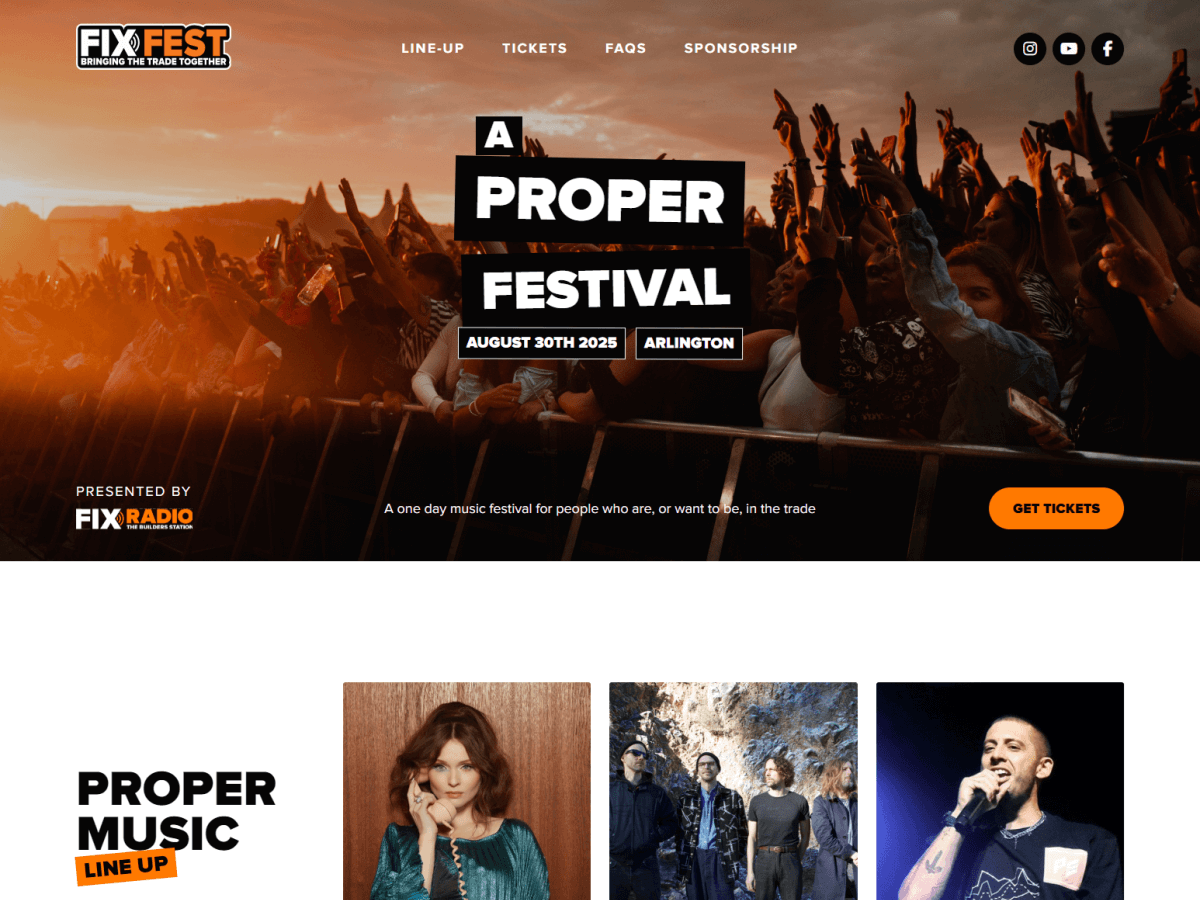 FIX FEST
BRINGING THE TRADE TOGETHER
LINE-UP
TICKETS
FAQS
SPONSORSHIP
A
PROPER
FESTIVAL
AUGUST 30TH 2025
ARLINGTON
PRESENTED BY
FIX RADIO
THE BUILDERS STATION
A one day music festival for people who are, or want to be, in the trade
GET TICKETS
PROPER
MUSIC
LINE UP